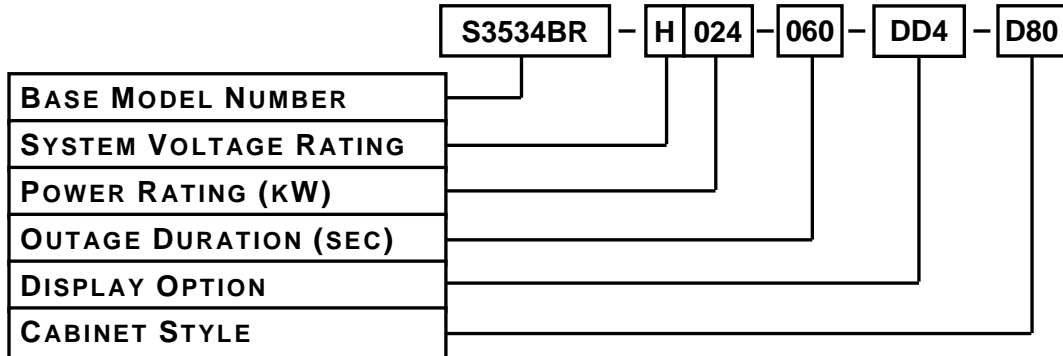 S3534BR – H 024 – 060 – DD4 – D80
BASE MODEL NUMBER
SYSTEM VOLTAGE RATING
POWER RATING (KW)
OUTAGE DURATION (SEC)
DISPLAY OPTION
CABINET STYLE